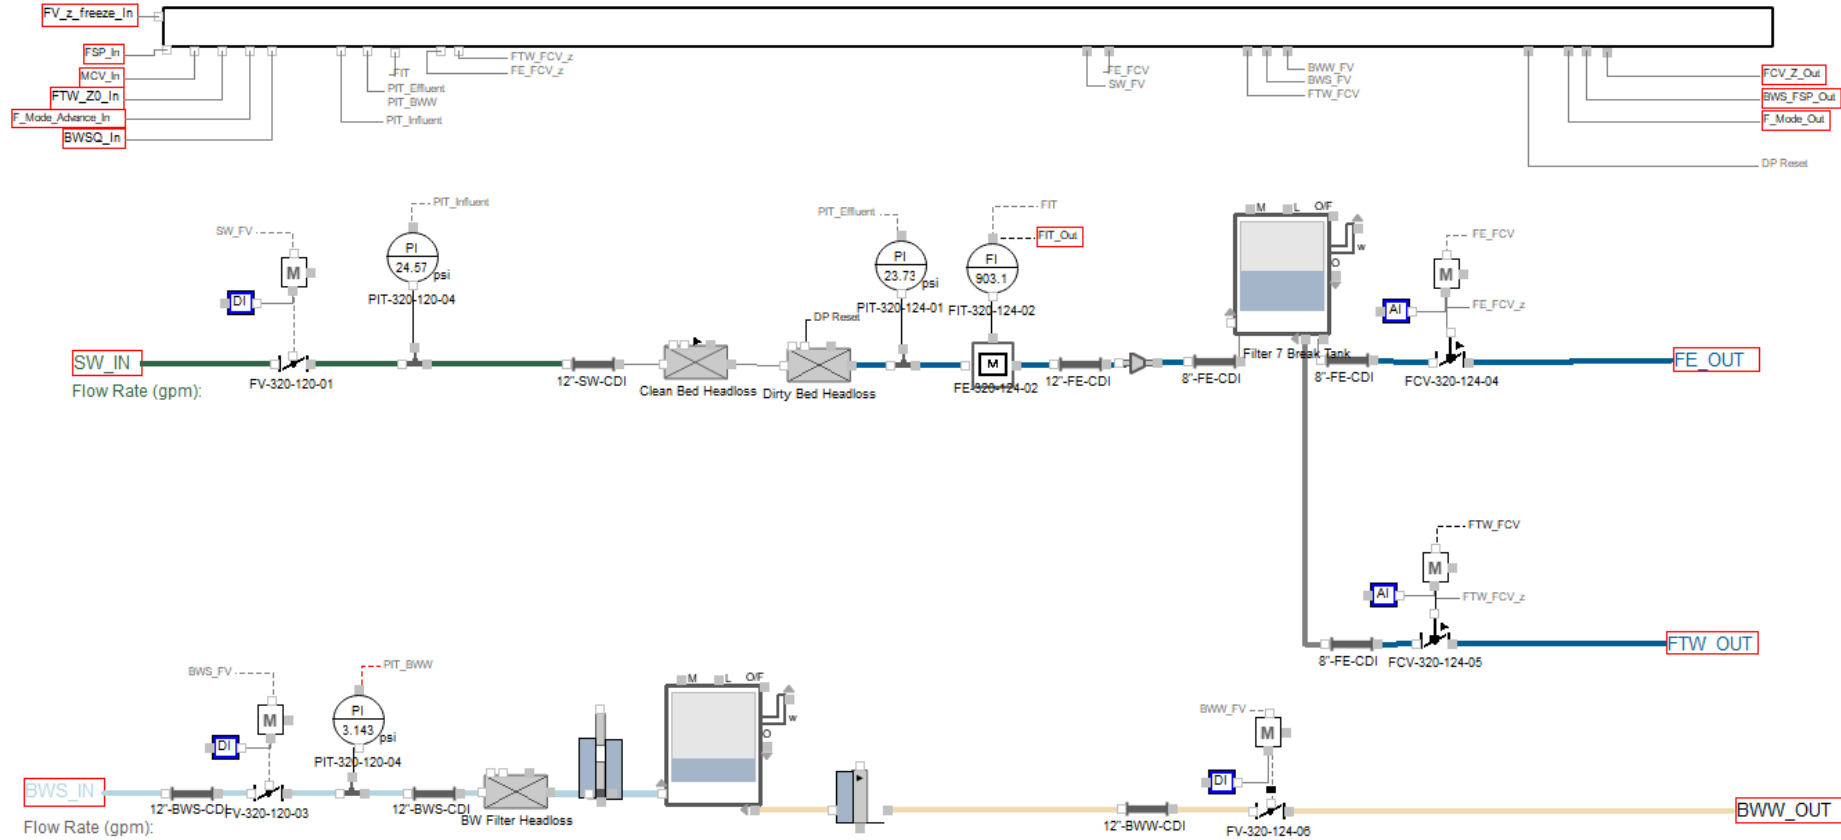 FV_z_freeze_In
FSP_In
MCV_In
FTW_Z0_In
F_Mode_Advance_In
BWSQ_In
FIT
PIT_Effluent
PIT_BWW
PIT_Influent
FTW_FCV_z
FE_FCV_z
FE_FCV
SW_FV
BWW_FV
BWS_FV
FTW_FCV
FCV_Z_Out
BWS_FSP_Out
F_Mode_Out
DP Reset
SW_FV
M
DI
PIT_Influent
PI
24.57
psi
PIT-320-120-04
SW_IN
Flow Rate (gpm):
FV-320-120-01
12"-SW-CDI
Clean Bed Headloss
DP Reset
Dirty Bed Headloss
PIT_Effluent
PI
23.73
psi
PIT-320-124-01
FIT
FIT_Out
FI
903.1
FIT-320-124-02
M
FE-320-124-02
12"-FE-CDI
8"-FE-CDI
M
L
O/F
W
O
Filter 7 Break Tank
8"-FE-CDI
FE_FCV
M
AI
FE_FCV_z
FCV-320-124-04
FE_OUT
FTW_FCV
M
AI
FTW_FCV_z
8"-FE-CDI
FCV-320-124-05
FTW_OUT
BWS_FV
M
DI
PIT_BWW
PI
3.143
psi
PIT-320-120-04
BWS_IN
Flow Rate (gpm):
12"-BWS-CDI
FV-320-120-03
12"-BWS-CDI
BW Filter Headloss
M
L
O/F
W
O
12"-BWW-CDI
BWW_FV
M
DI
FV-320-124-06
BWW_OUT